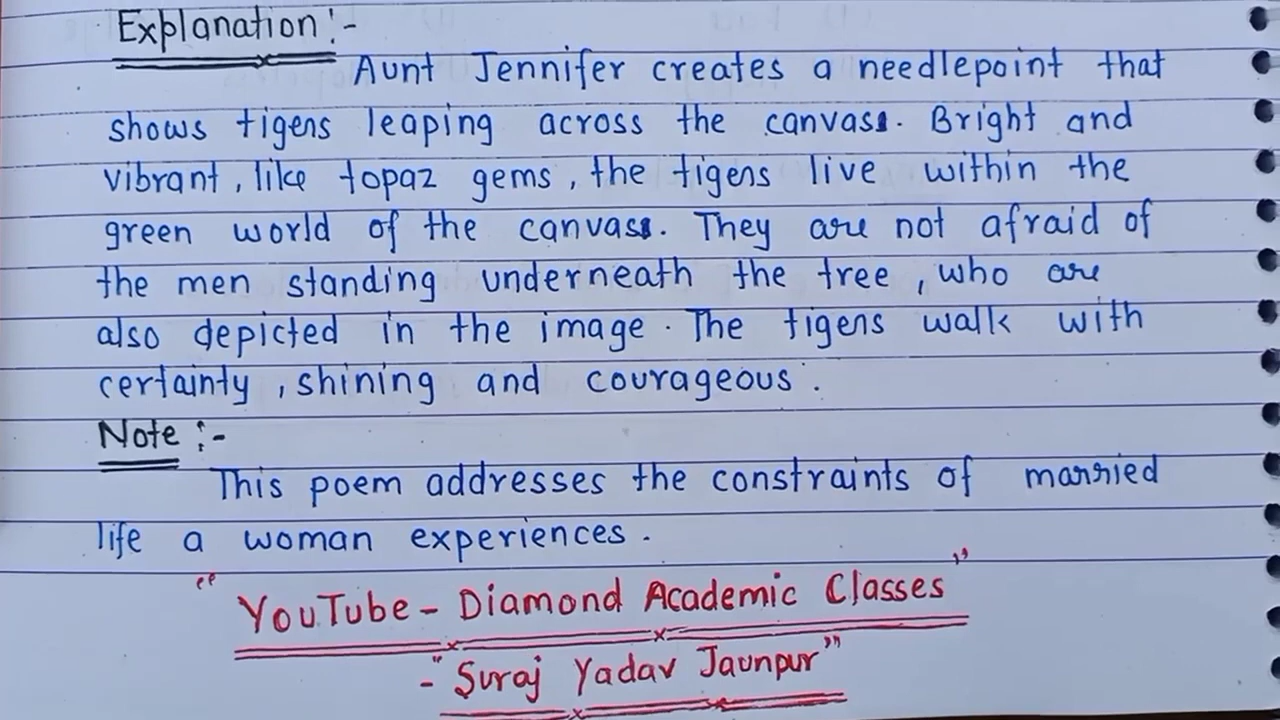 Explanation :-
Aunt Jennifer creates a needlepoint that
shows tigers leaping across the canvas. Bright and
vibrant, like topaz gems, the tigers live within the
green world of the canvas. They are not afraid of
the men standing underneath the tree, who are
also depicted in the image. The tigers walk with
certainty, shining and courageous.
Note :-
This poem addresses the constraints of married
life a woman experiences.
"YouTube - Diamond Academic Classes"
- "Suraj Yadav Jaunpur"